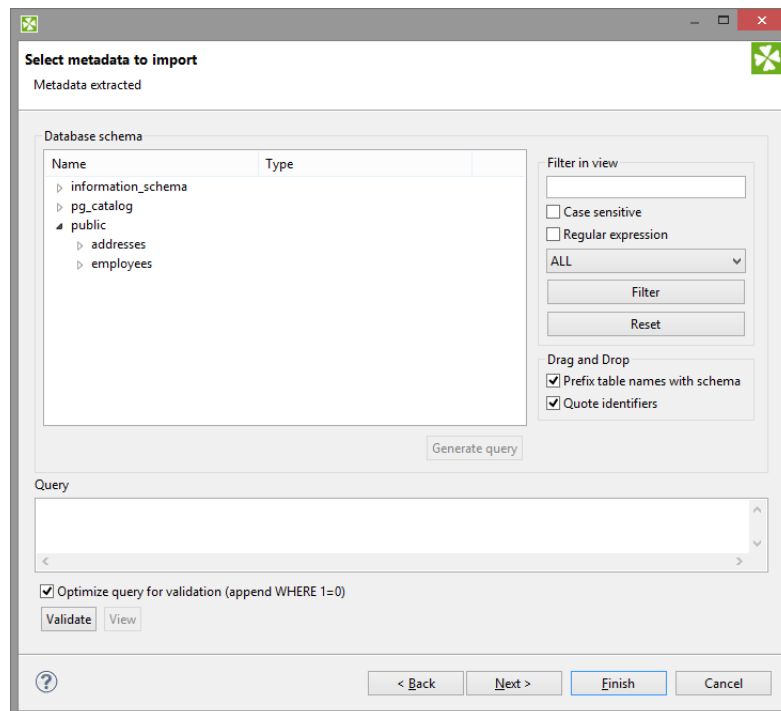 Select metadata to import
Metadata extracted
Database schema
Name Type
information_schema
pg_catalog
public
addresses
employees
Generate query
Filter in view
Case sensitive
Regular expression
ALL
Filter
Reset
Drag and Drop
Prefix table names with schema
Quote identifiers
Query
Optimize query for validation (append WHERE 1=0)
Validate View
? < Back Next > Finish Cancel